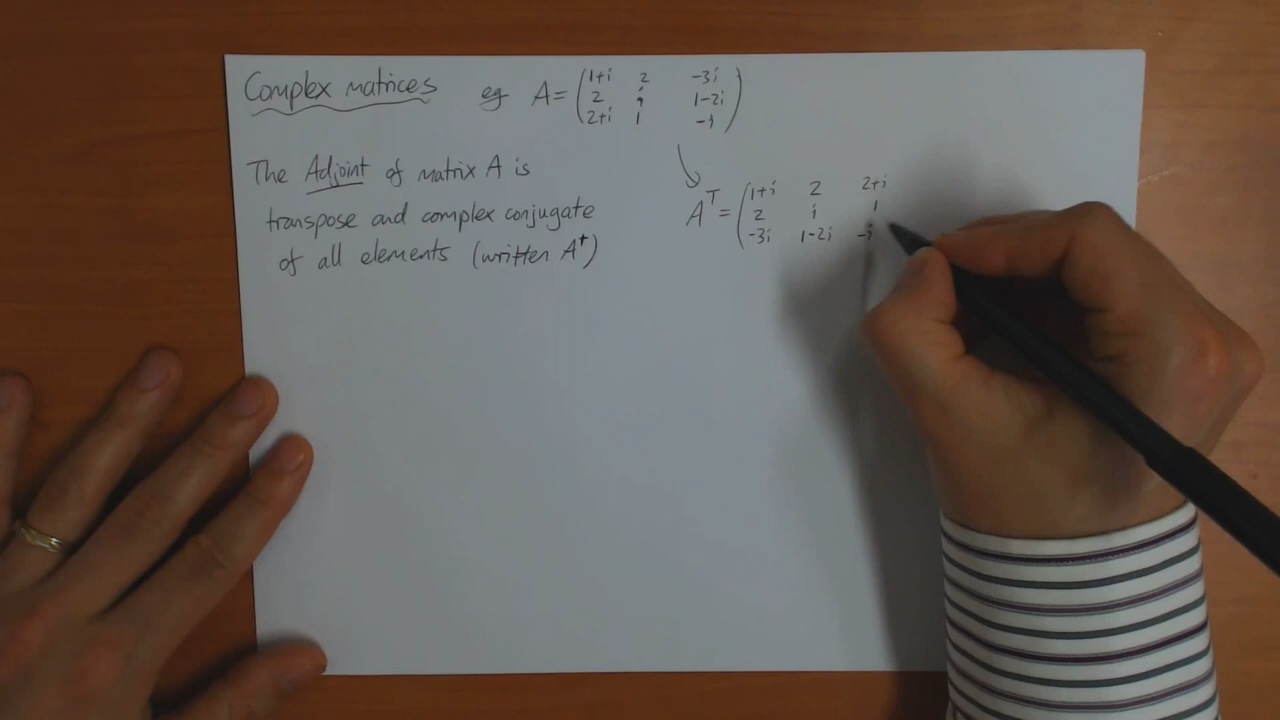 Complex matrices eg A = (1+i 2 -3i
2 i 1-2i
2+i 1 -i)
The Adjoint of matrix A is
transpose and complex conjugate
of all elements (written A†)
Aᵀ = (1+i 2 2+i
2 i 1
-3i 1-2i -i